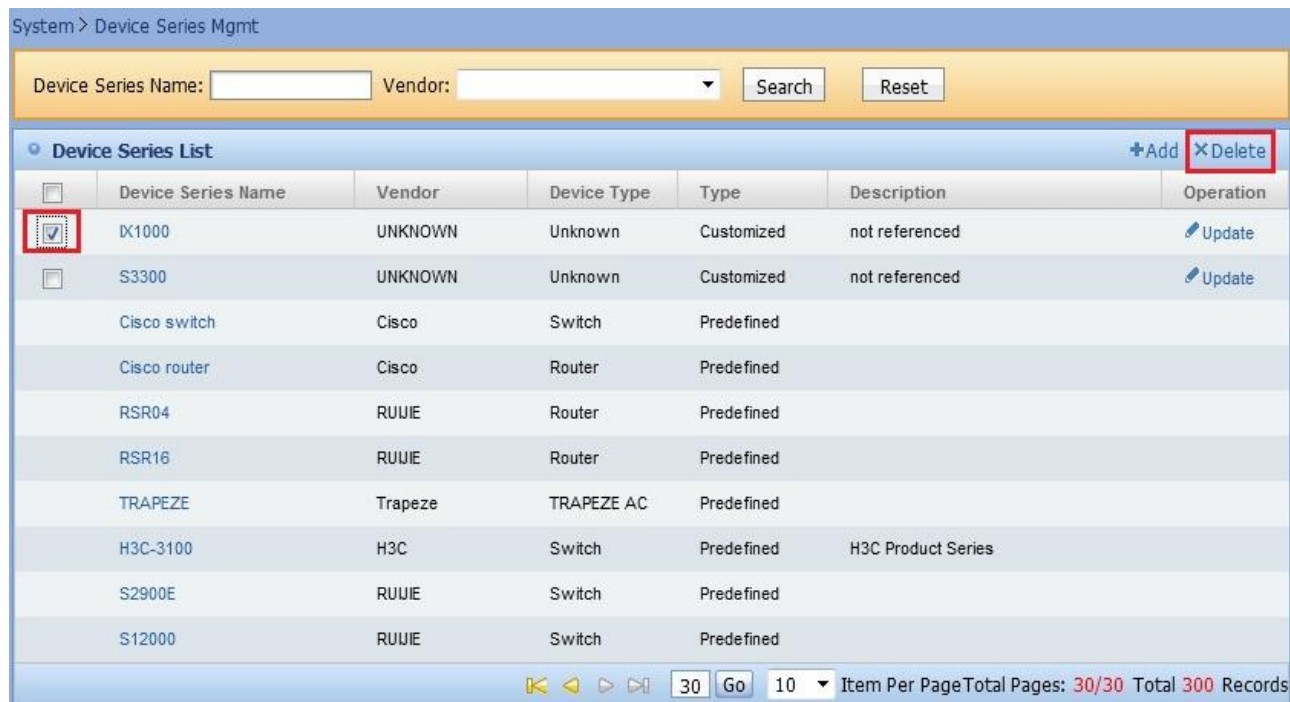 System > Device Series Mgmt
Device Series Name: Vendor: Search Reset
Device Series List +Add ×Delete
Device Series Name Vendor Device Type Type Description Operation
IX1000 UNKNOWN Unknown Customized not referenced Update
S3300 UNKNOWN Unknown Customized not referenced Update
Cisco switch Cisco Switch Predefined
Cisco router Cisco Router Predefined
RSR04 RUIJIE Router Predefined
RSR16 RUIJIE Router Predefined
TRAPEZE Trapeze TRAPEZE AC Predefined
H3C-3100 H3C Switch Predefined H3C Product Series
S2900E RUIJIE Switch Predefined
S12000 RUIJIE Switch Predefined
30 Go 10 Item Per PageTotal Pages: 30/30 Total 300 Records